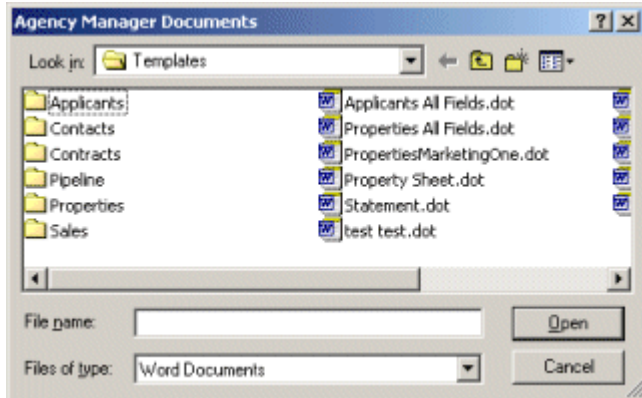 Agency Manager Documents
Look in: Templates
Applicants Applicants All Fields.dot
Contacts Properties All Fields.dot
Contracts PropertiesMarketingOne.dot
Pipeline Property Sheet.dot
Properties Statement.dot
Sales test test.dot
File name: Open
Files of type: Word Documents Cancel